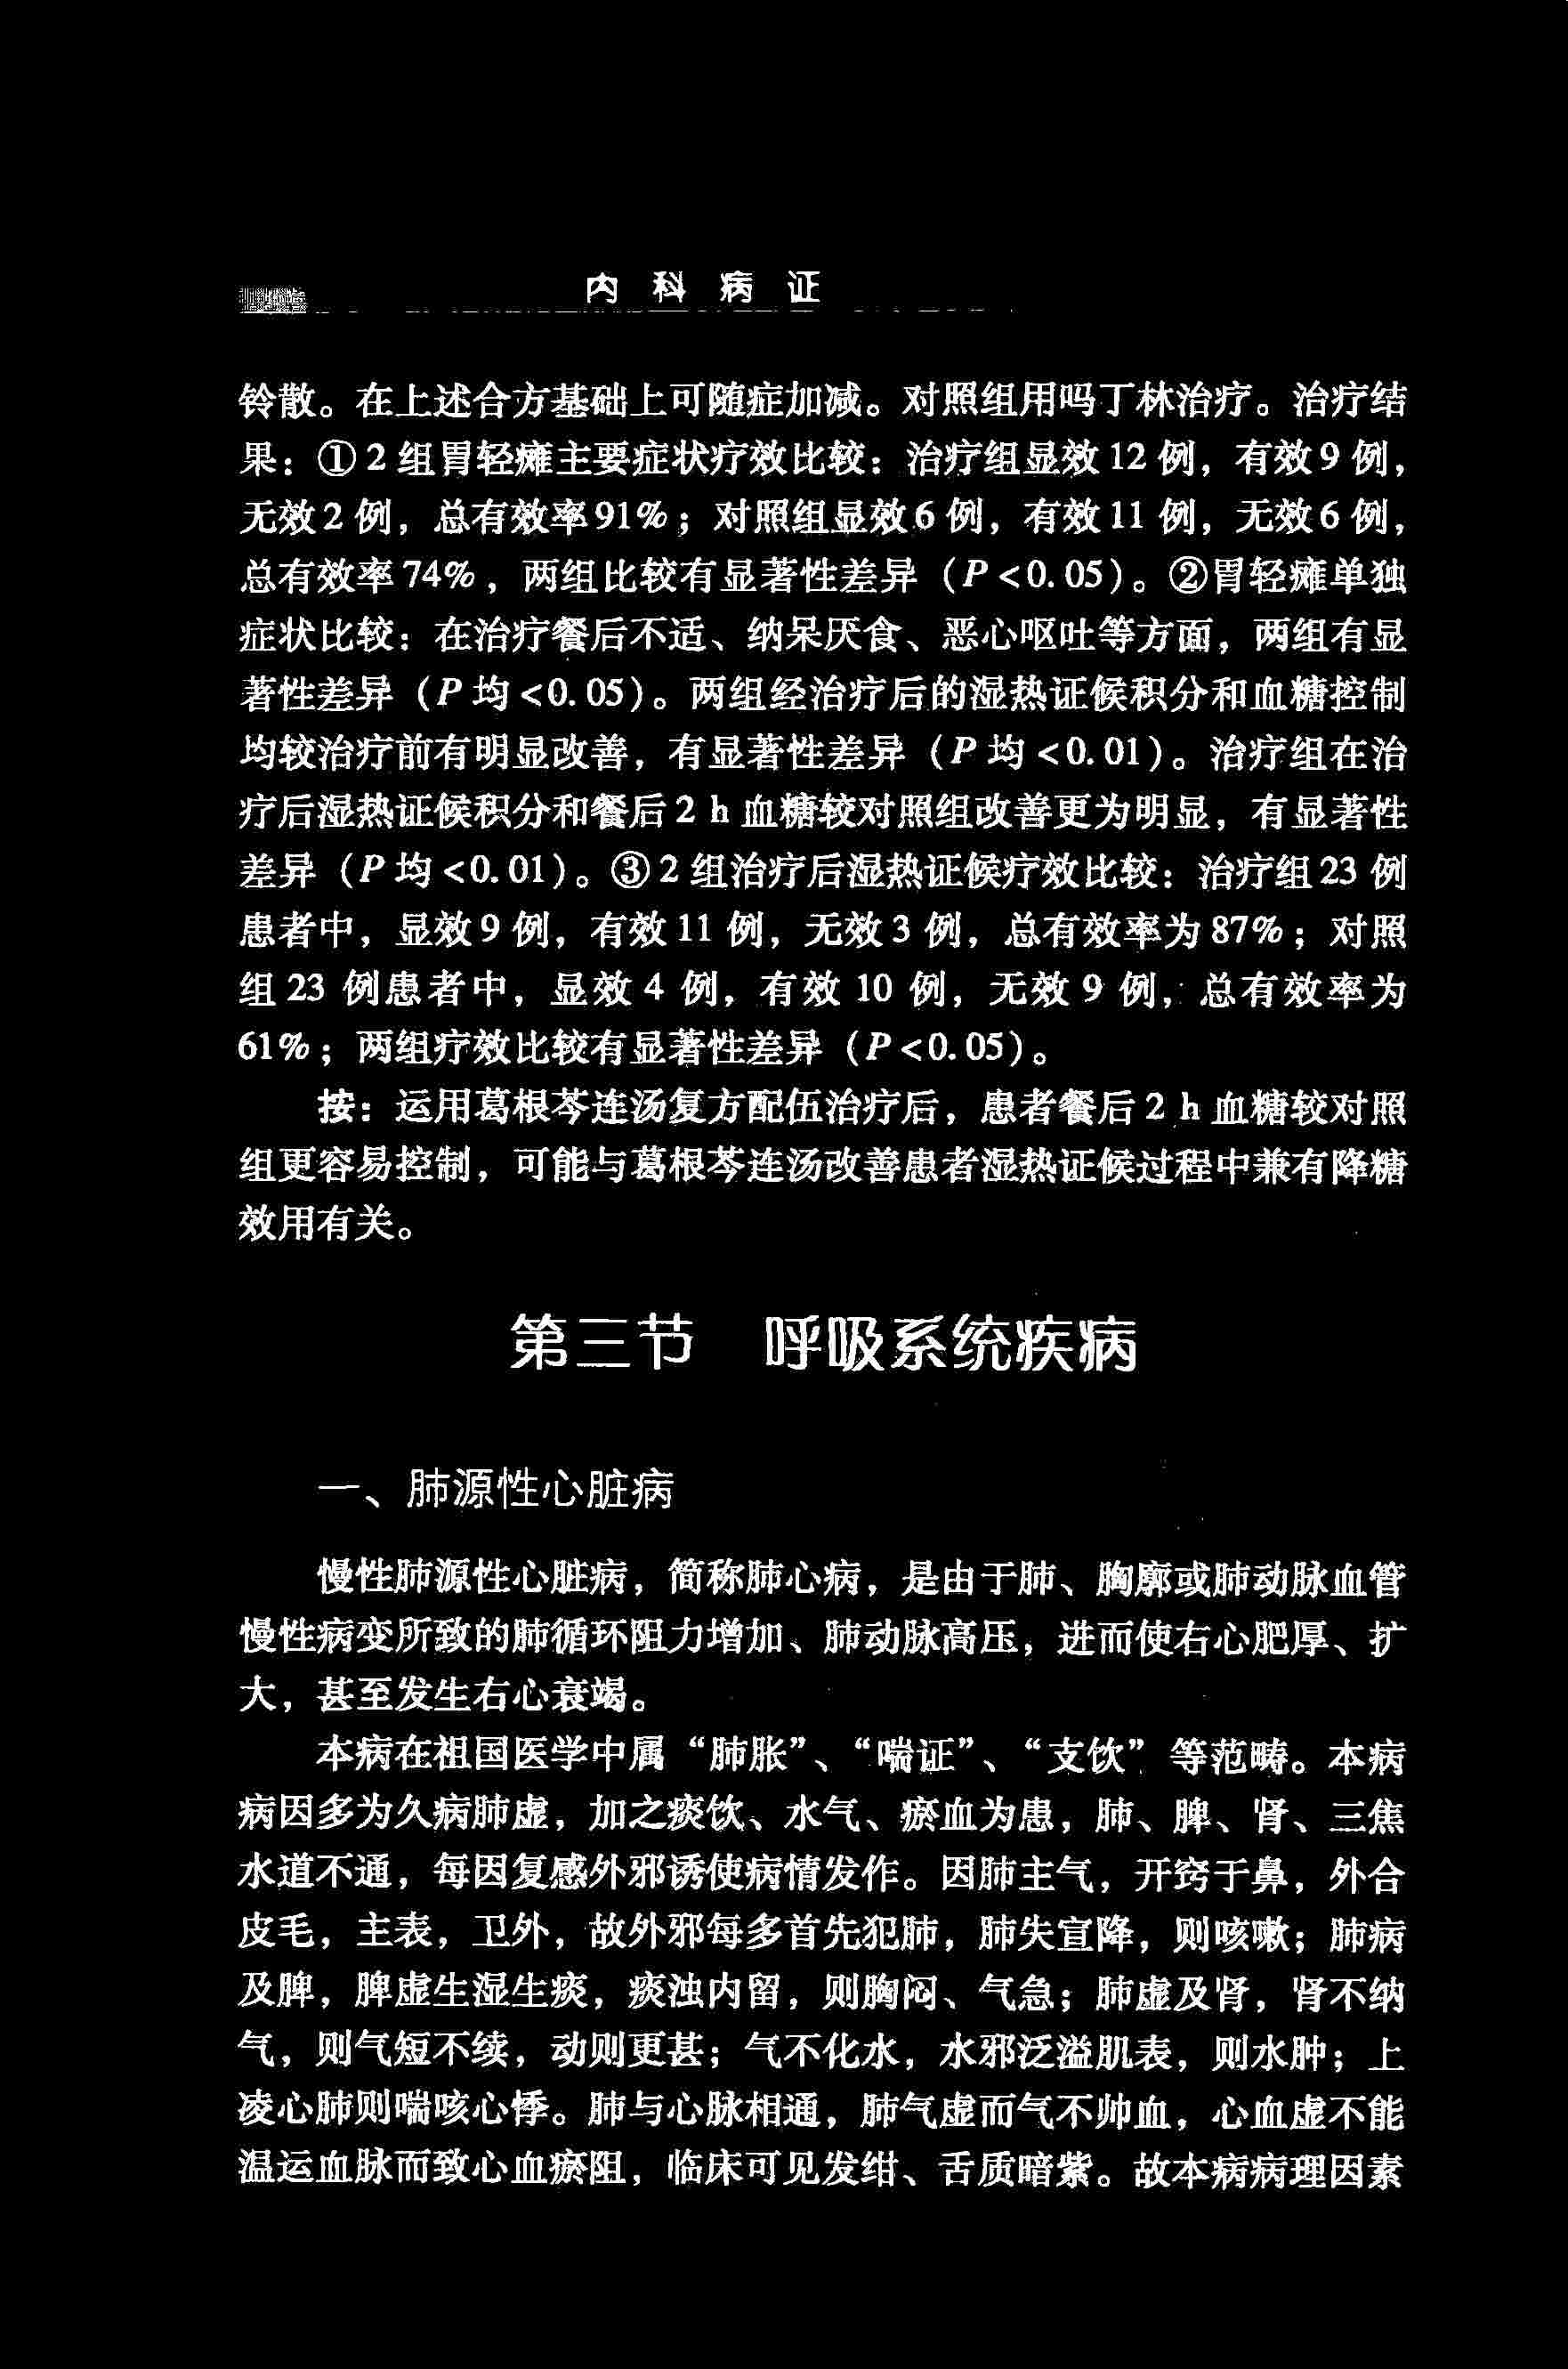 内科病证
铃散。在上述合方基础上可随症加减。对照组用吗丁林治疗。治疗结
果：①2组胃轻瘫主要症状疗效比较：治疗组显效12例，有效9例，
无效2例，总有效率91%；对照组显效6例，有效11例，无效6例，
总有效率74%，两组比较有显著性差异（P<0.05）。②胃轻瘫单独
症状比较：在治疗餐后不适、纳呆厌食、恶心呕吐等方面，两组有显
著性差异（P均<0.05）。两组经治疗后的湿热证候积分和血糖控制
均较治疗前有明显改善，有显著性差异（P均<0.01）。治疗组在治
疗后湿热证候积分和餐后2 h血糖较对照组改善更为明显，有显著性
差异（P均<0.01）。③2组治疗后湿热证候疗效比较：治疗组23例
患者中，显效9例，有效11例，无效3例，总有效率为87%；对照
组23例患者中，显效4例，有效10例，无效9例，总有效率为
61%；两组疗效比较有显著性差异（P<0.05）。
按：运用葛根芩连汤复方配伍治疗后，患者餐后2 h血糖较对照
组更容易控制，可能与葛根芩连汤改善患者湿热证候过程中兼有降糖
效用有关。
第三节 呼吸系统疾病
一、肺源性心脏病
慢性肺源性心脏病，简称肺心病，是由于肺、胸廓或肺动脉血管
慢性病变所致的肺循环阻力增加、肺动脉高压，进而使右心肥厚、扩
大，甚至发生右心衰竭。
本病在祖国医学中属“肺胀”、“喘证”、“支饮”等范畴。本病
病因多为久病肺虚，加之痰饮、水气、瘀血为患，肺、脾、肾、三焦
水道不通，每因复感外邪诱使病情发作。因肺主气，开窍于鼻，外合
皮毛，主表，卫外，故外邪每多首先犯肺，肺失宣降，则咳嗽；肺病
及脾，脾虚生湿生痰，痰浊内留，则胸闷、气急；肺虚及肾，肾不纳
气，则气短不续，动则更甚；气不化水，水邪泛溢肌表，则水肿；上
凌心肺则喘咳心悸。肺与心脉相通，肺气虚而气不帅血，心血虚不能
温运血脉而致心血瘀阻，临床可见发绀、舌质暗紫。故本病病理因素